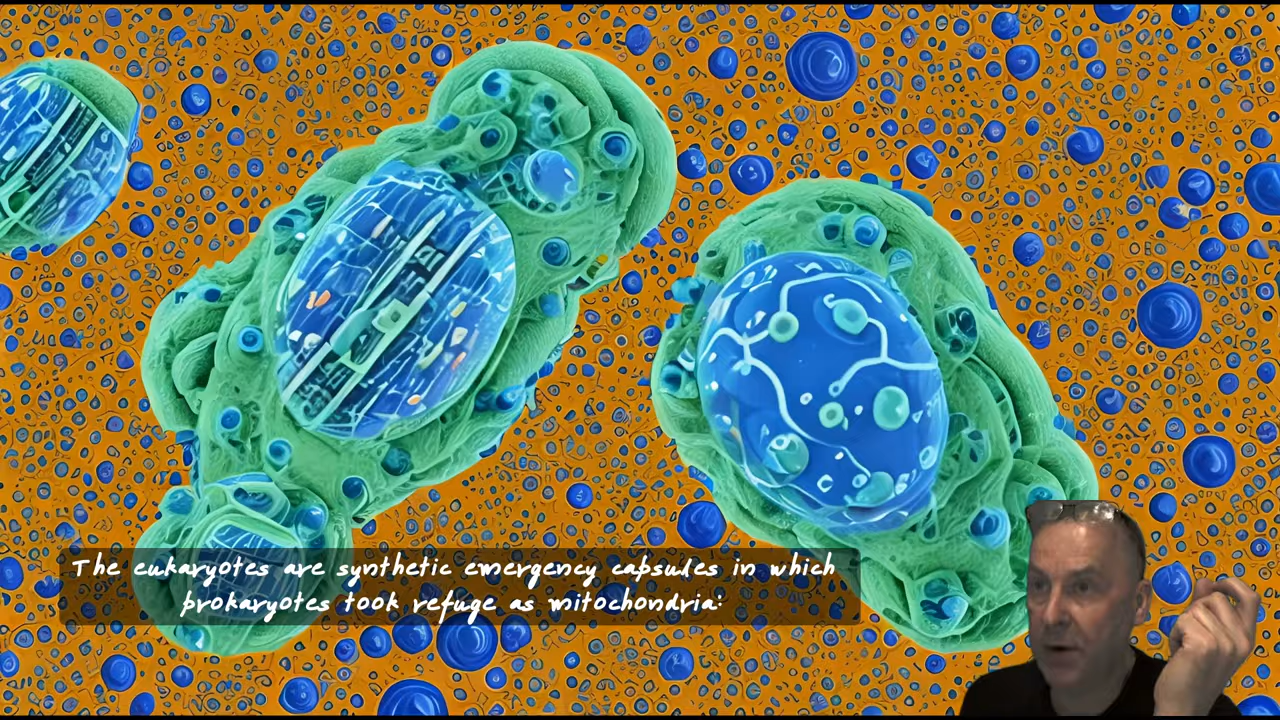 The eukaryotes are synthetic emergency capsules in which
prokaryotes took refuge as mitochondria: